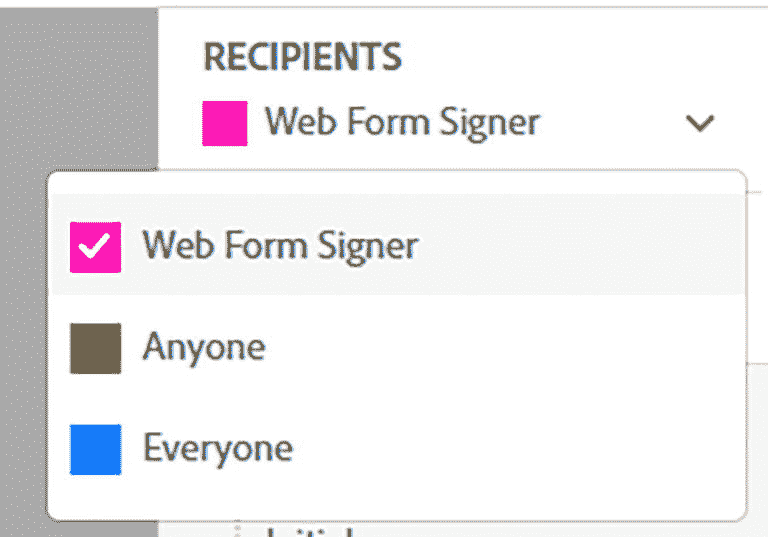 RECIPIENTS
Web Form Signer
Web Form Signer
Anyone
Everyone